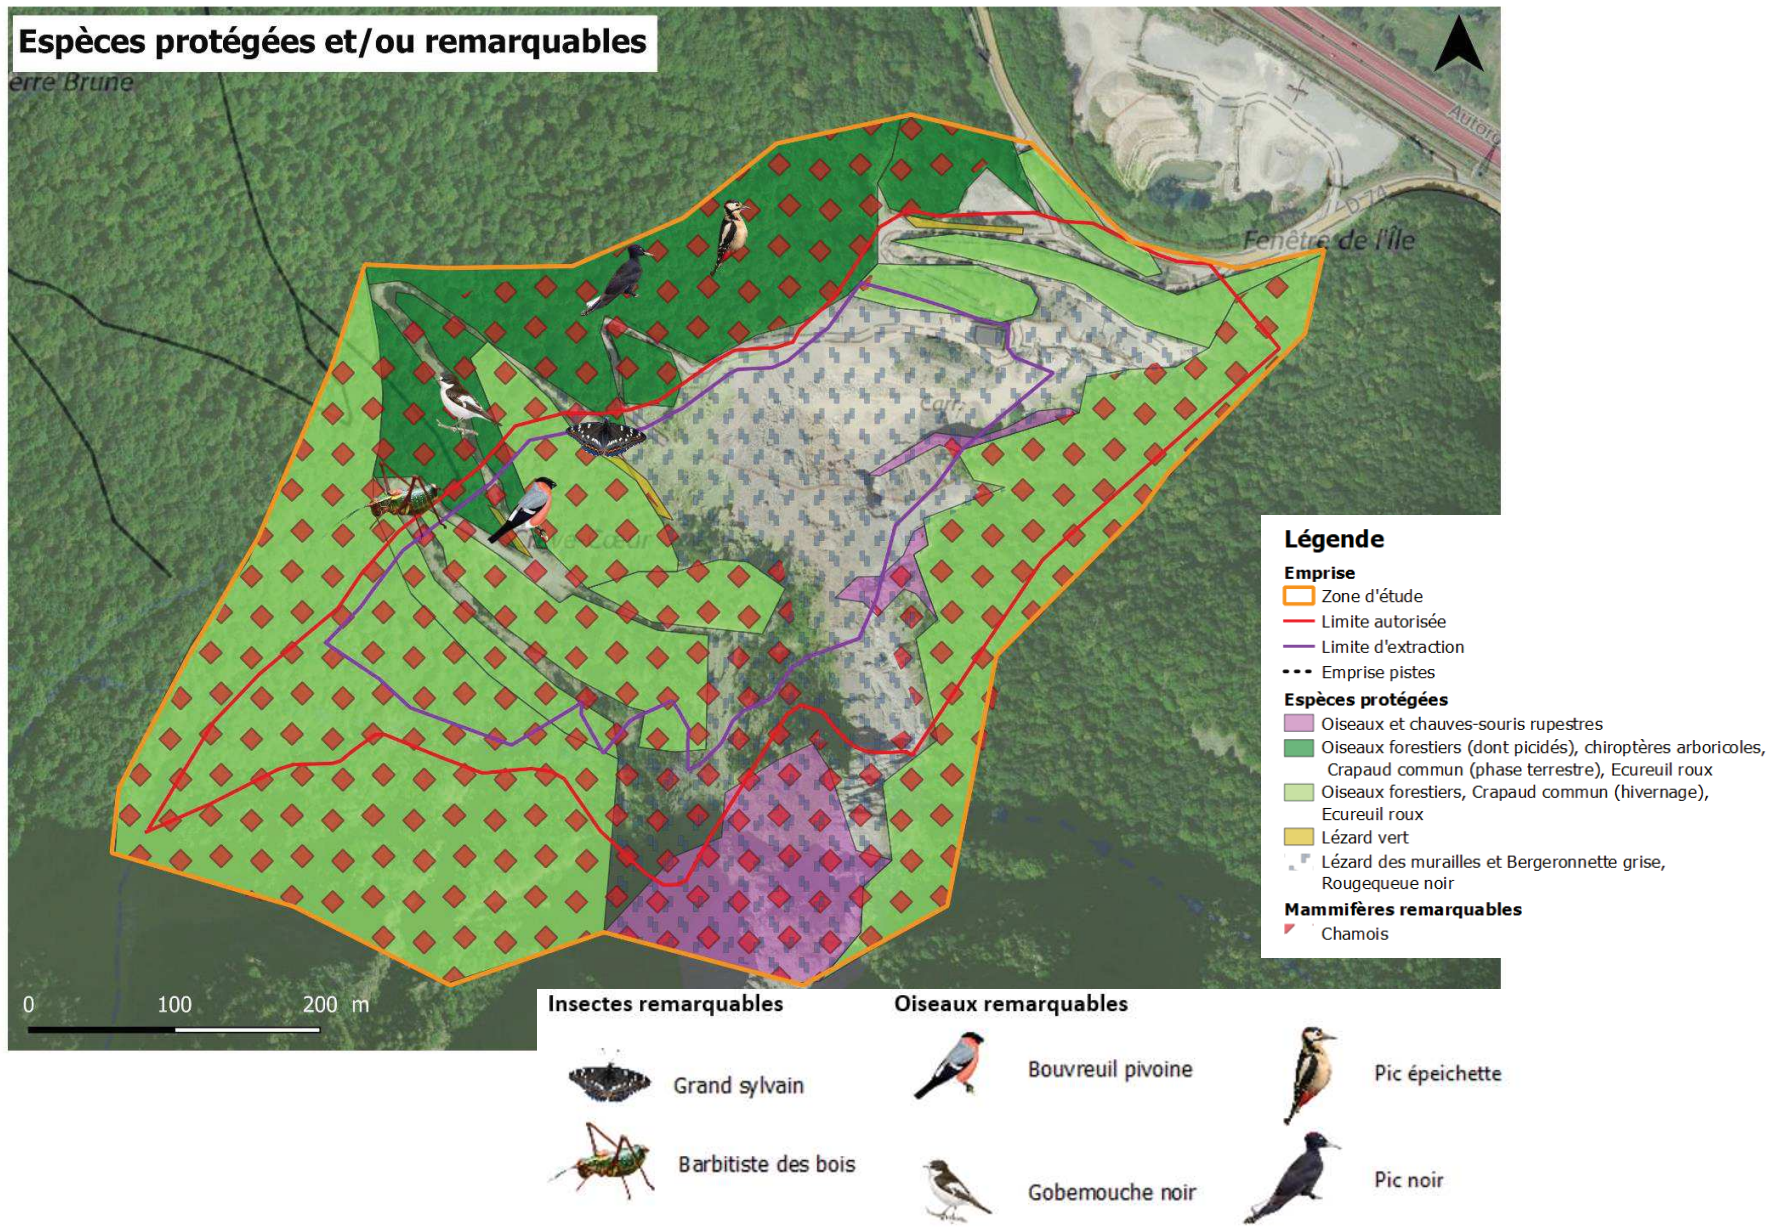 Espèces protégées et/ou remarquables
erre Brune
Autoro
D 74
Fenêtre de l'Île
Carr.
Cœur
Légende
Emprise
Zone d'étude
Limite autorisée
Limite d'extraction
Emprise pistes
Espèces protégées
Oiseaux et chauves-souris rupestres
Oiseaux forestiers (dont picidés), chiroptères arboricoles,
Crapaud commun (phase terrestre), Ecureuil roux
Oiseaux forestiers, Crapaud commun (hivernage),
Ecureuil roux
Lézard vert
Lézard des murailles et Bergeronnette grise,
Rougequeue noir
Mammifères remarquables
Chamois
0 100 200 m
Insectes remarquables
Oiseaux remarquables
Grand sylvain
Bouvreuil pivoine
Pic épeichette
Barbitiste des bois
Gobemouche noir
Pic noir